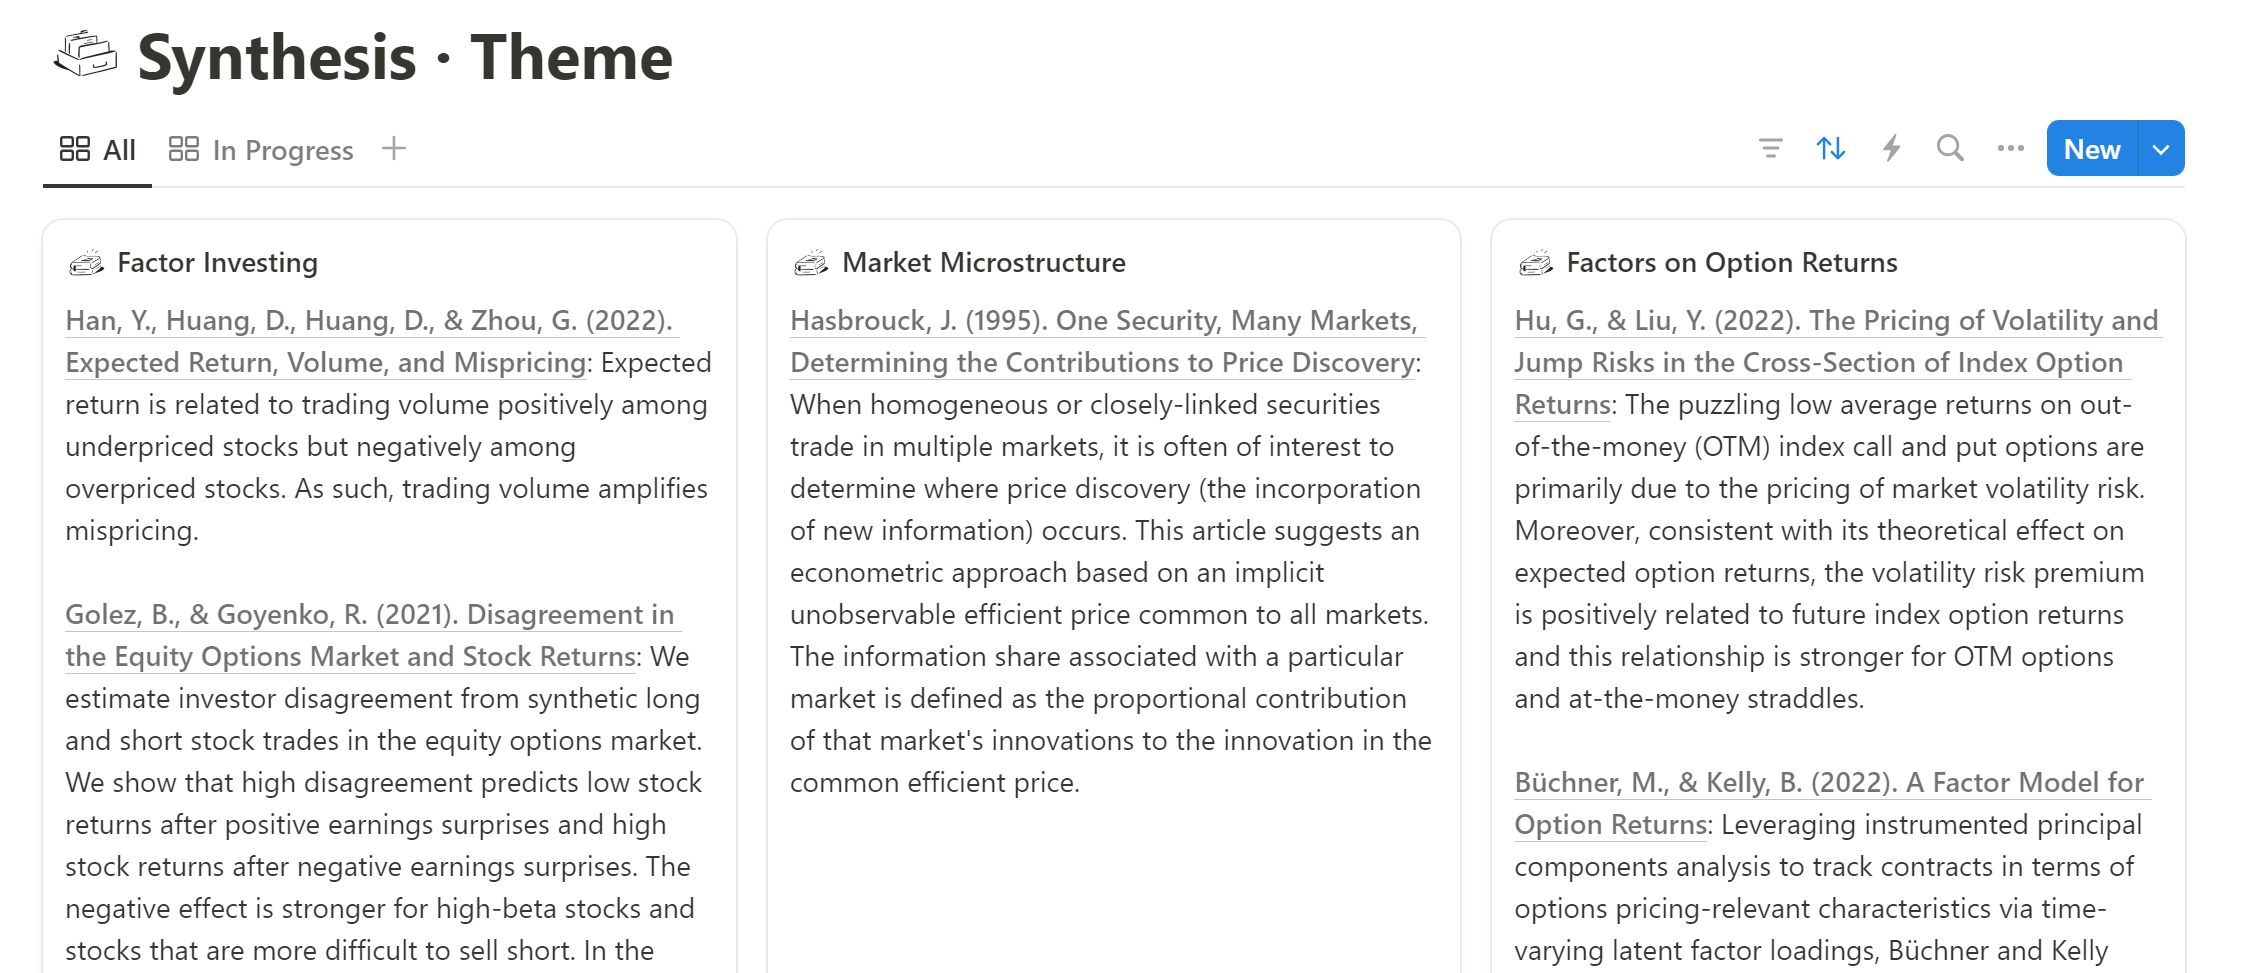 Synthesis · Theme
All
In Progress
New
Factor Investing
Han, Y., Huang, D., Huang, D., & Zhou, G. (2022).
Expected Return, Volume, and Mispricing: Expected
return is related to trading volume positively among
underpriced stocks but negatively among
overpriced stocks. As such, trading volume amplifies
mispricing.
Golez, B., & Goyenko, R. (2021). Disagreement in
the Equity Options Market and Stock Returns: We
estimate investor disagreement from synthetic long
and short stock trades in the equity options market.
We show that high disagreement predicts low stock
returns after positive earnings surprises and high
stock returns after negative earnings surprises. The
negative effect is stronger for high-beta stocks and
stocks that are more difficult to sell short. In the
Market Microstructure
Hasbrouck, J. (1995). One Security, Many Markets,
Determining the Contributions to Price Discovery:
When homogeneous or closely-linked securities
trade in multiple markets, it is often of interest to
determine where price discovery (the incorporation
of new information) occurs. This article suggests an
econometric approach based on an implicit
unobservable efficient price common to all markets.
The information share associated with a particular
market is defined as the proportional contribution
of that market's innovations to the innovation in the
common efficient price.
Factors on Option Returns
Hu, G., & Liu, Y. (2022). The Pricing of Volatility and
Jump Risks in the Cross-Section of Index Option
Returns: The puzzling low average returns on out-
of-the-money (OTM) index call and put options are
primarily due to the pricing of market volatility risk.
Moreover, consistent with its theoretical effect on
expected option returns, the volatility risk premium
is positively related to future index option returns
and this relationship is stronger for OTM options
and at-the-money straddles.
Büchner, M., & Kelly, B. (2022). A Factor Model for
Option Returns: Leveraging instrumented principal
components analysis to track contracts in terms of
options pricing-relevant characteristics via time-
varying latent factor loadings, Büchner and Kelly